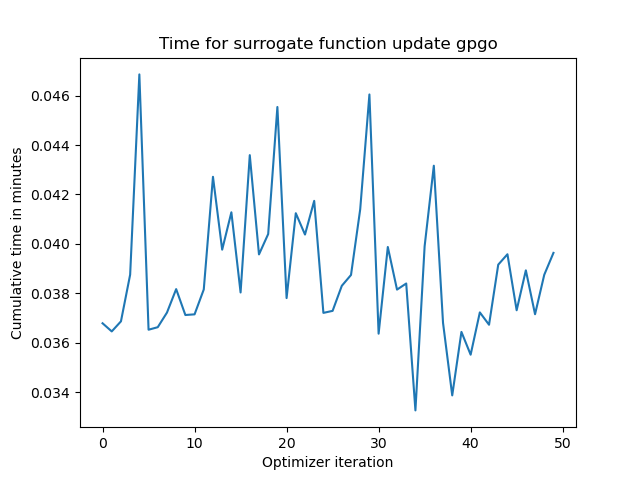 Time for surrogate function update gpgo
Cumulative time in minutes
0.046
0.044
0.042
0.040
0.038
0.036
0.034
0 10 20 30 40 50
Optimizer iteration